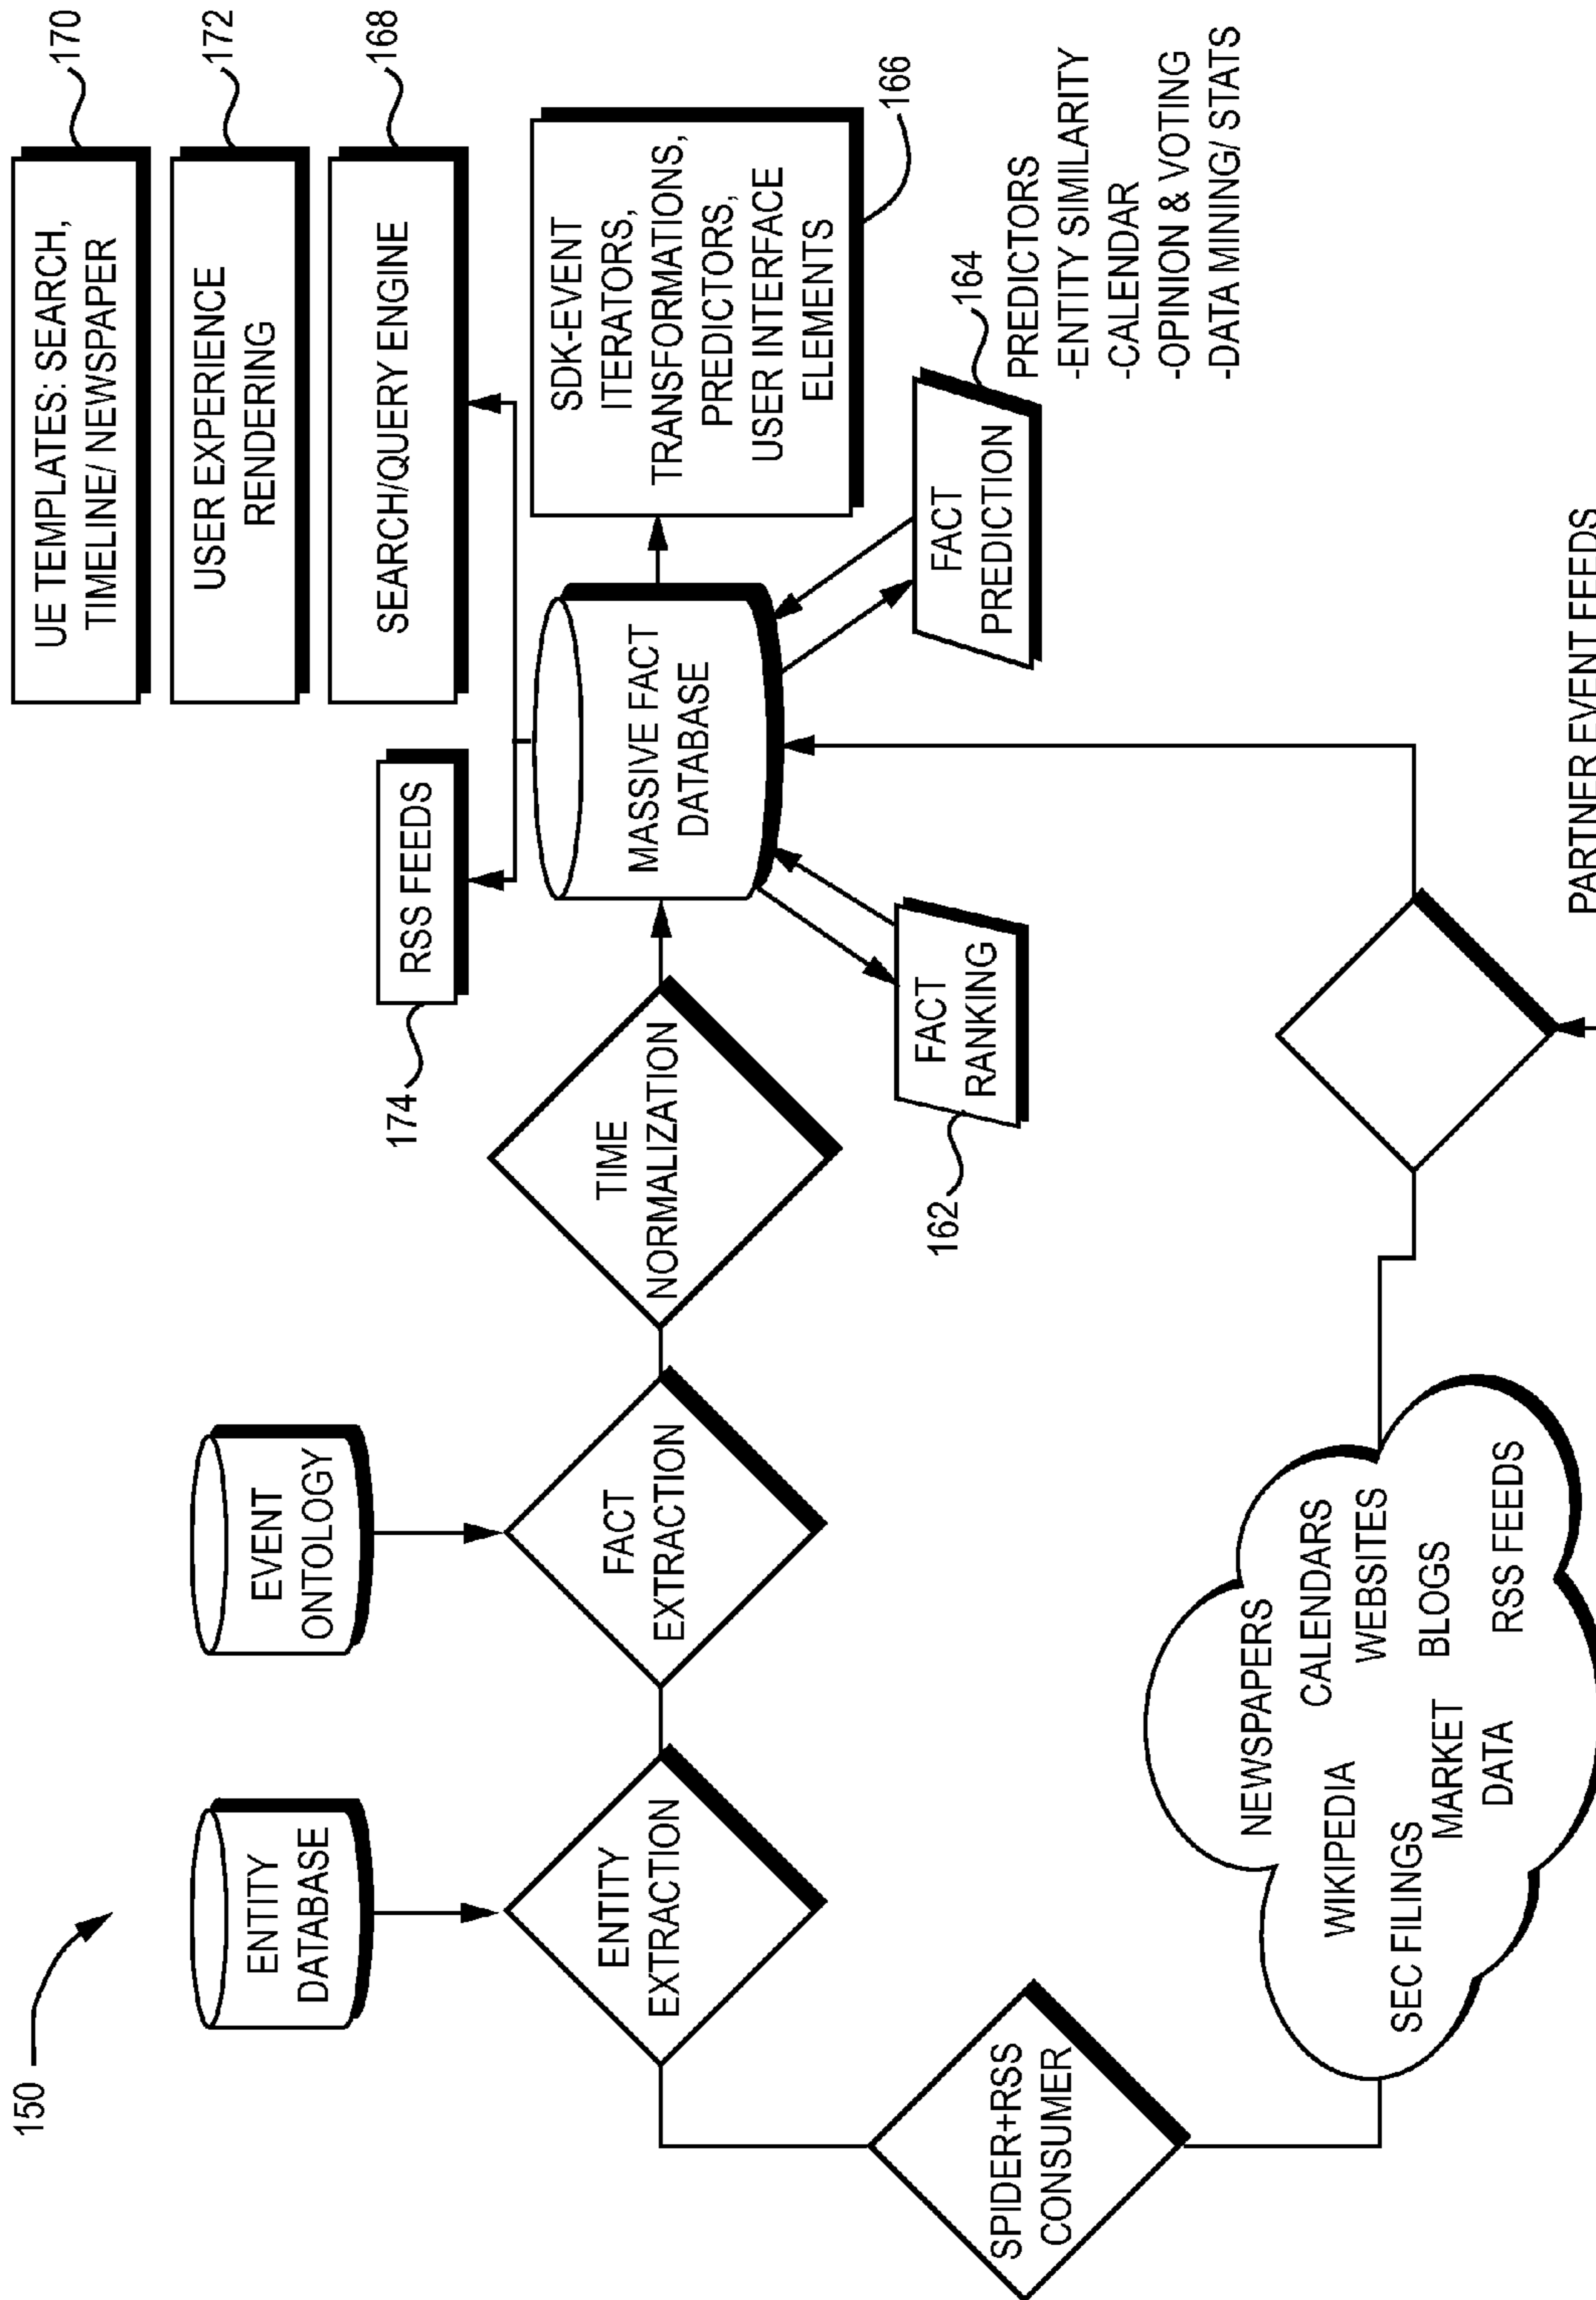 150
ENTITY
DATABASE
EVENT
ONTOLOGY
UE TEMPLATES: SEARCH,
TIMELINE/ NEWSPAPER
170
USER EXPERIENCE
RENDERING
172
SEARCH/QUERY ENGINE
168
RSS FEEDS
174
ENTITY
EXTRACTION
FACT
EXTRACTION
TIME
NORMALIZATION
MASSIVE FACT
DATABASE
SDK-EVENT
ITERATORS,
TRANSFORMATIONS,
PREDICTORS,
USER INTERFACE
ELEMENTS
166
FACT
RANKING
162
FACT
PREDICTION
164
PREDICTORS
-ENTITY SIMILARITY
-CALENDAR
-OPINION & VOTING
-DATA MINING/ STATS
SPIDER+RSS
CONSUMER
NEWSPAPERS
WIKIPEDIA
CALENDARS
WEBSITES
SEC FILINGS
MARKET
DATA
BLOGS
RSS FEEDS
PARTNER EVENT FEEDS